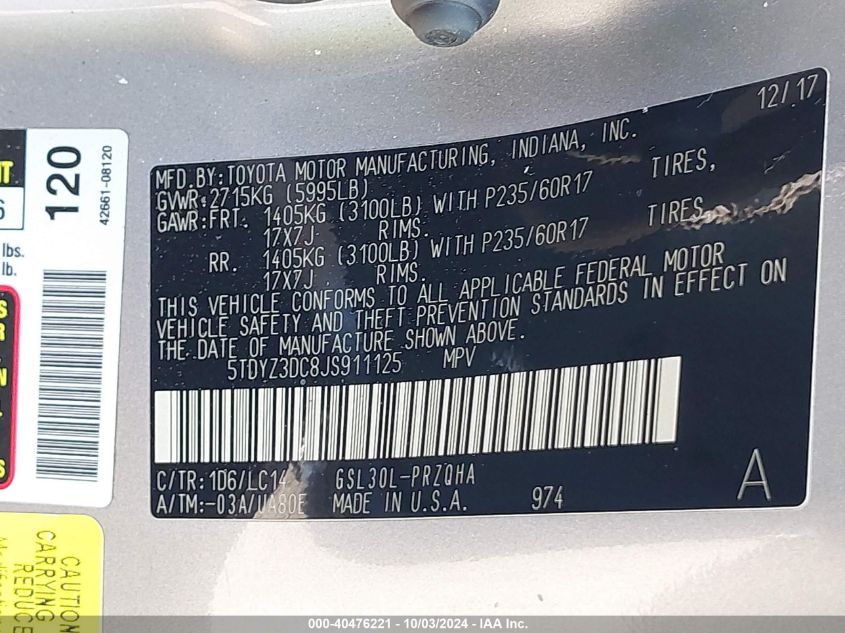 12/17
MFD.BY:TOYOTA MOTOR MANUFACTURING, INDIANA, INC.
GVWR:2715KG (5995LB)
GAWR:FRT. 1405KG (3100LB) WITH P235/60R17 TIRES,
17X7J RIMS.
RR. 1405KG (3100LB) WITH P235/60R17 TIRES,
17X7J RIMS.
THIS VEHICLE CONFORMS TO ALL APPLICABLE FEDERAL MOTOR
VEHICLE SAFETY AND THEFT PREVENTION STANDARDS IN EFFECT ON
THE DATE OF MANUFACTURE SHOWN ABOVE.
5TDYZ3DC8JS911125 MPV
C/TR:1D6/LC14 GSL30L-PRZQHA
A/TM:-03A/UA80E MADE IN U.S.A. 974
A
120
42661-08120
lbs.
lb.
CAUTION
CARRYING
REDUCE
000-40476221 - 10/03/2024 - IAA Inc.